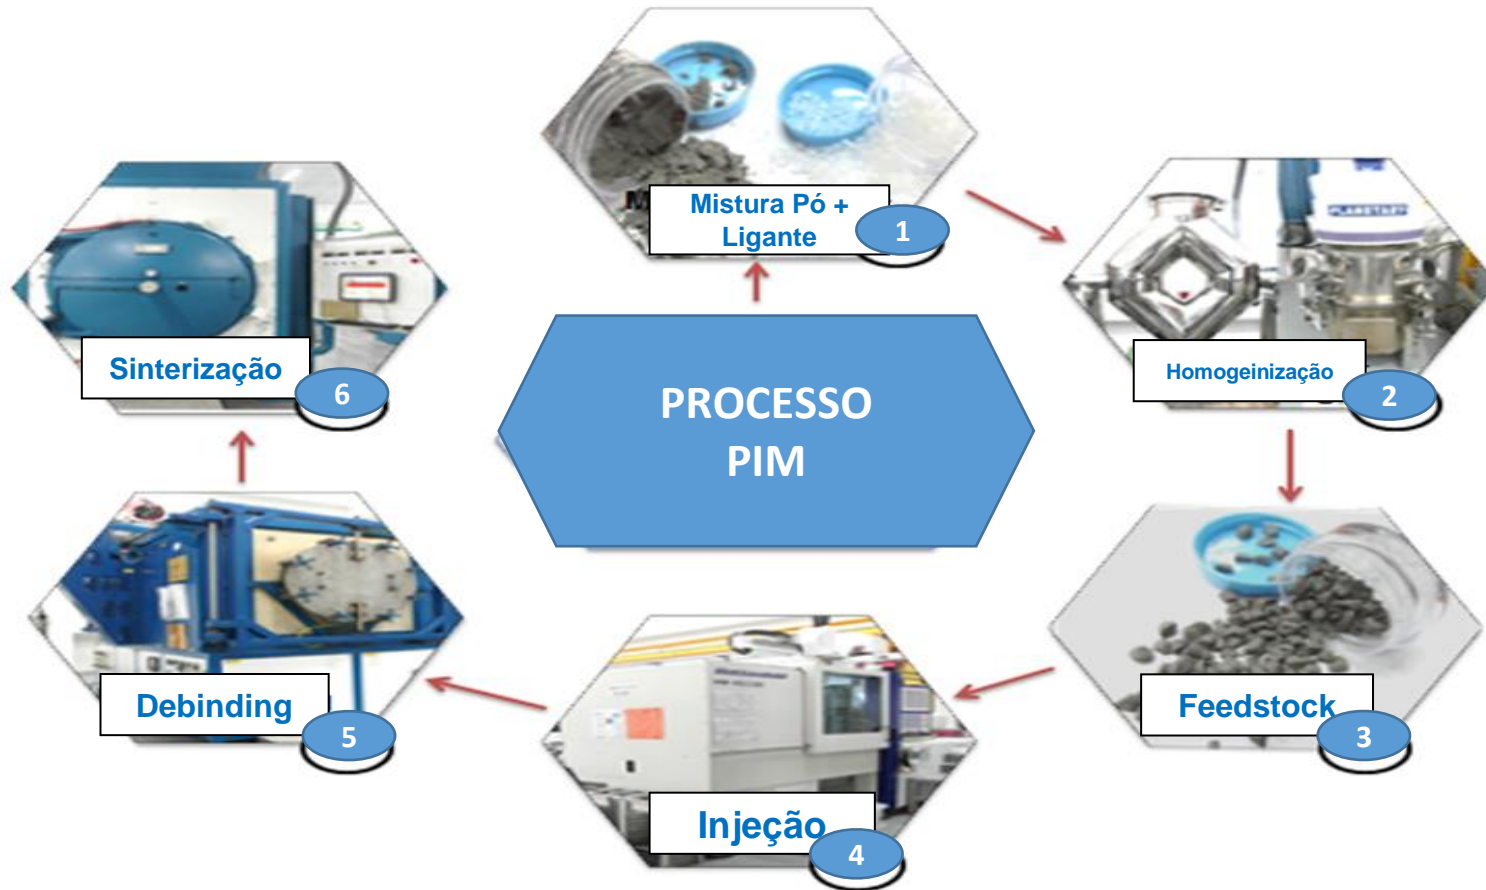 Mistura Pó +
Ligante
1
Homogeinização
2
Feedstock
3
Injeção
4
Debinding
5
Sinterização
6
PROCESSO
PIM